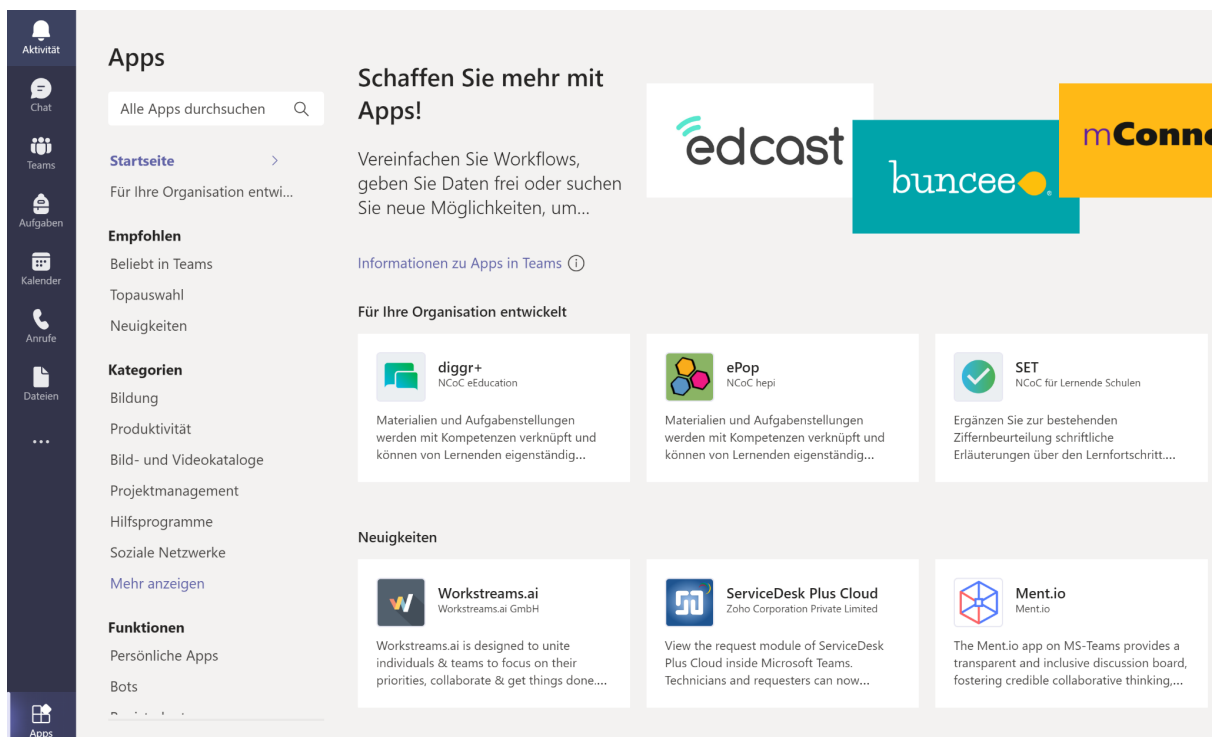 Aktivität
Chat
Teams
Aufgaben
Kalender
Anrufe
Dateien
Apps
Apps
Alle Apps durchsuchen
Startseite
Für Ihre Organisation entwi...
Empfohlen
Beliebt in Teams
Topauswahl
Neuigkeiten
Kategorien
Bildung
Produktivität
Bild- und Videokataloge
Projektmanagement
Hilfsprogramme
Soziale Netzwerke
Mehr anzeigen
Funktionen
Persönliche Apps
Bots
Schaffen Sie mehr mit
Apps!
Vereinfachen Sie Workflows,
geben Sie Daten frei oder suchen
Sie neue Möglichkeiten, um...
Informationen zu Apps in Teams
edcast
buncee
mConne
Für Ihre Organisation entwickelt
diggr+
NCoC eEducation
Materialien und Aufgabenstellungen
werden mit Kompetenzen verknüpft und
können von Lernenden eigenständig...
ePop
NCoC hepi
Materialien und Aufgabenstellungen
werden mit Kompetenzen verknüpft und
können von Lernenden eigenständig...
SET
NCoC für Lernende Schulen
Ergänzen Sie zur bestehenden
Ziffernbeurteilung schriftliche
Erläuterungen über den Lernfortschritt....
Neuigkeiten
Workstreams.ai
Workstreams.ai GmbH
Workstreams.ai is designed to unite
individuals & teams to focus on their
priorities, collaborate & get things done....
ServiceDesk Plus Cloud
Zoho Corporation Private Limited
View the request module of ServiceDesk
Plus Cloud inside Microsoft Teams.
Technicians and requesters can now...
Ment.io
Ment.io
The Ment.io app on MS-Teams provides a
transparent and inclusive discussion board,
fostering credible collaborative thinking,...